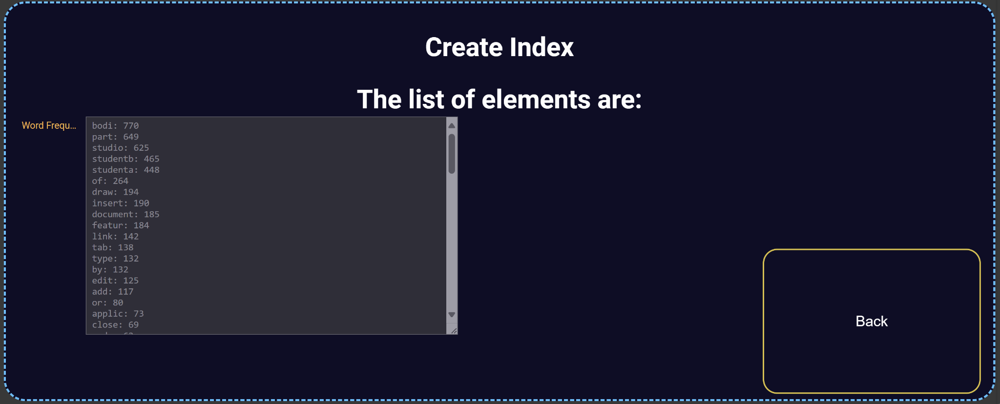 Create Index
The list of elements are:
Word Frequ...
bodi: 770
part: 649
studio: 625
studentb: 465
studenta: 448
of: 264
draw: 194
insert: 190
document: 185
featur: 184
link: 142
tab: 138
type: 132
by: 132
edit: 125
add: 117
or: 80
applic: 73
close: 69
Back